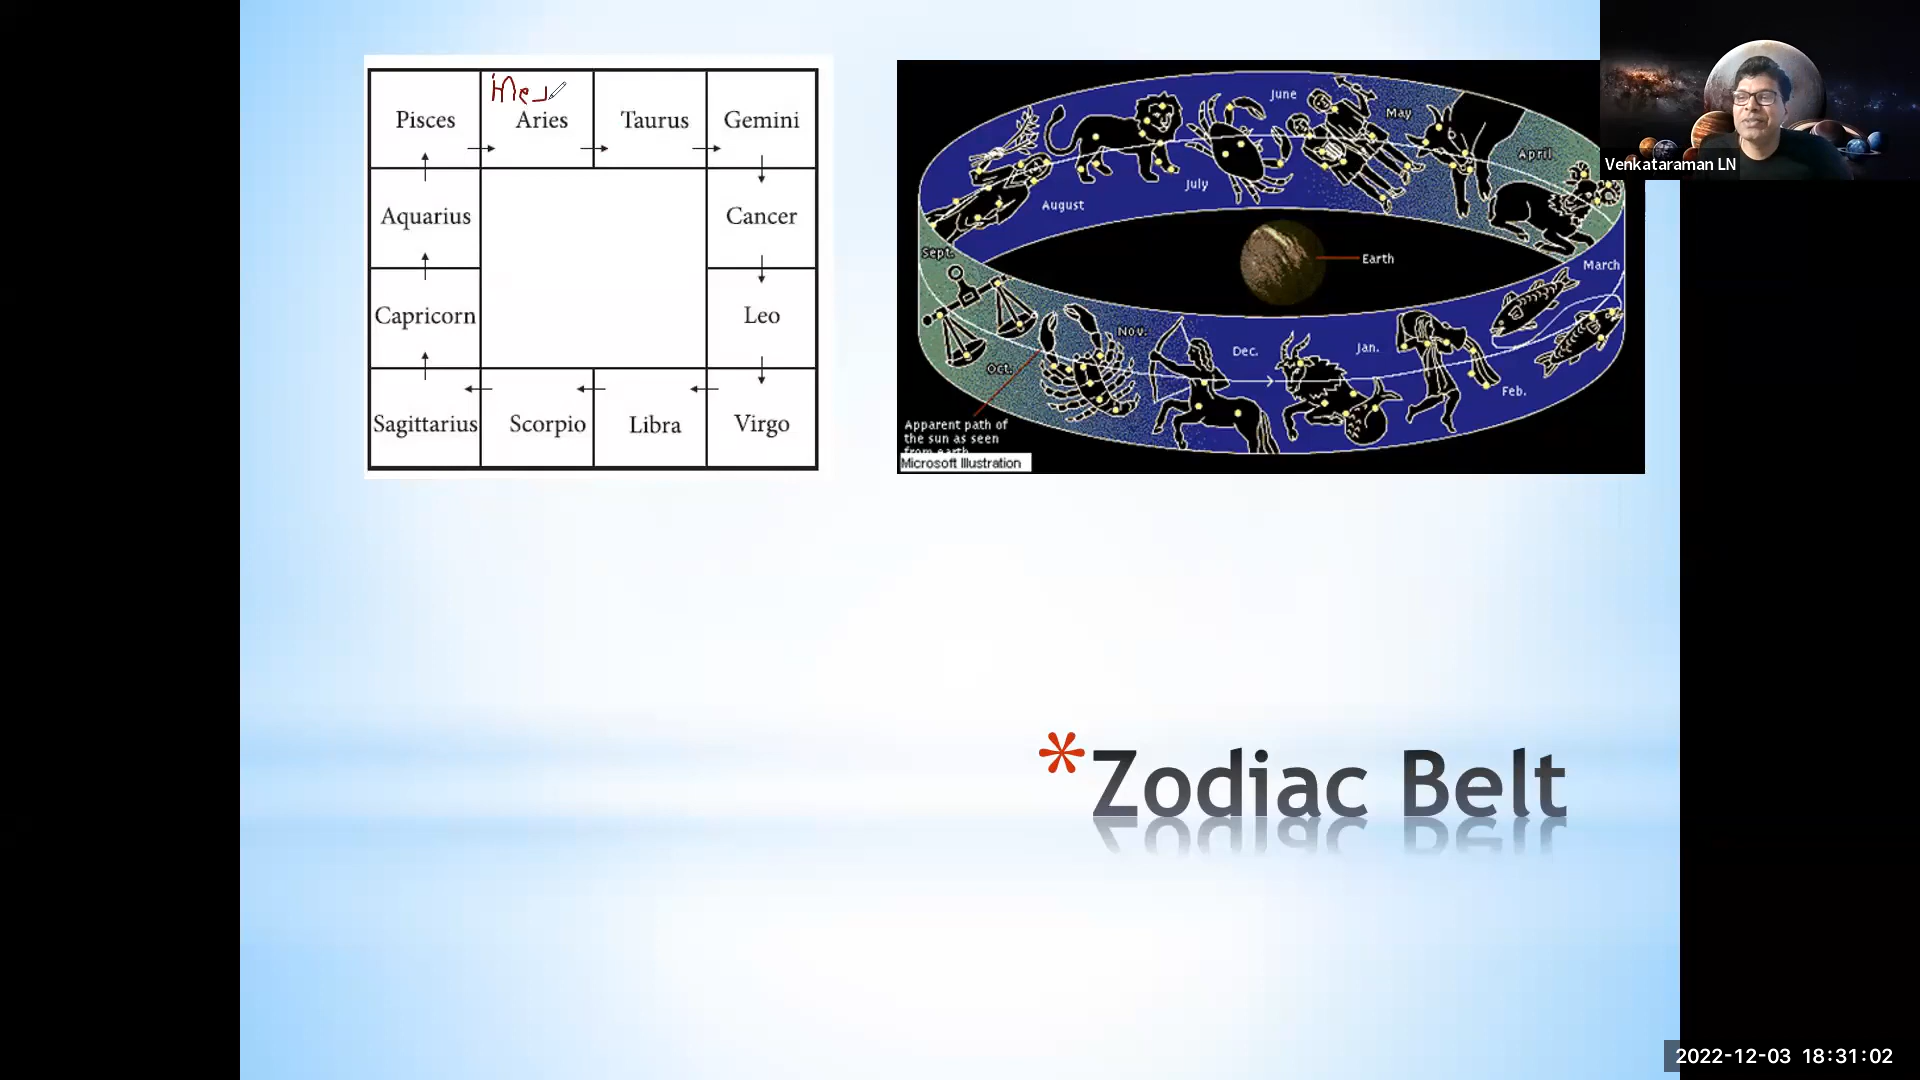 Pisces
Aries
Taurus
Gemini
Aquarius
Cancer
Capricorn
Leo
Sagittarius
Scorpio
Libra
Virgo
June
May
April
July
August
Sept.
Earth
March
Nov.
Dec.
Jan.
Oct.
Feb.
Apparent path of
the sun as seen
from earth
Microsoft Illustration
Venkataraman LN
*Zodiac Belt
2022-12-03 18:31:02